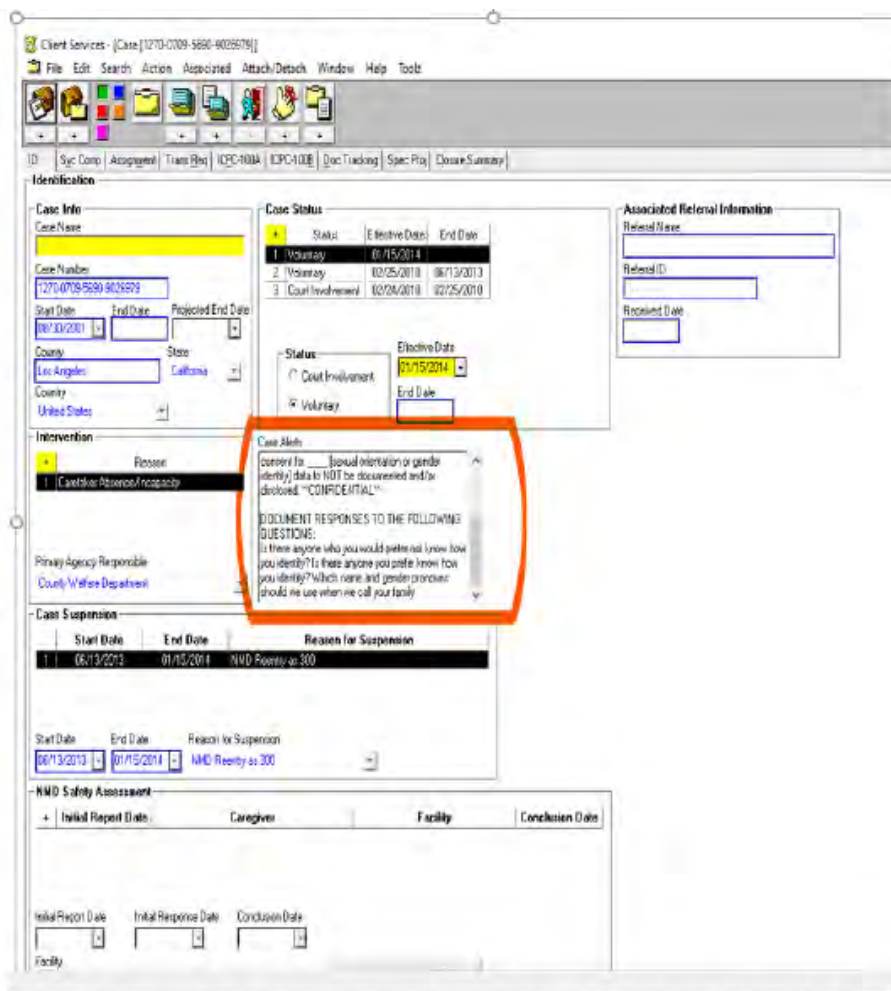 Client Services - [Case [1270-0709-5690-9026979]]
File Edit Search Action Associated Attach/Detach Window Help Tools
ID Svc Comp Assignment Trans Req ICPC-100A ICPC-100B Doc Tracking Spec Proj Closure Summary
Identification
Case Info
Case Name
Case Number
1270-0709-5690-9026979
Start Date End Date Projected End Date
08/30/2001
County State
Los Angeles California
Country
United States
Case Status
+ Status Effective Date End Date
1 Voluntary 01/15/2014
2 Voluntary 02/25/2010 06/13/2013
3 Court Involvement 02/24/2010 02/25/2010
Status
Court Involvement
Voluntary
Effective Date
01/15/2014
End Date
Associated Referral Information
Referral Name
Referral ID
Received Date
Intervention
+ Reason
1 Caretaker Absence/Incapacity
Primary Agency Responsible
County Welfare Department
Case Alerts
consent for ____ [sexual orientation or gender
identity] data to NOT be documented and/or
disclosed. **CONFIDENTIAL**
DOCUMENT RESPONSES TO THE FOLLOWING
QUESTIONS:
Is there anyone who you would prefer not know how
you identify? Is there anyone you prefer know how
you identify? Which name and gender pronouns
should we use when we call your family
Case Suspension
Start Date End Date Reason for Suspension
1 06/13/2013 01/15/2014 NMD Reentry as 300
Start Date End Date Reason for Suspension
06/13/2013 01/15/2014 NMD Reentry as 300
NMD Safety Assessment
+ Initial Report Date Caregiver Facility Conclusion Date
Initial Report Date Initial Response Date Conclusion Date
Facility